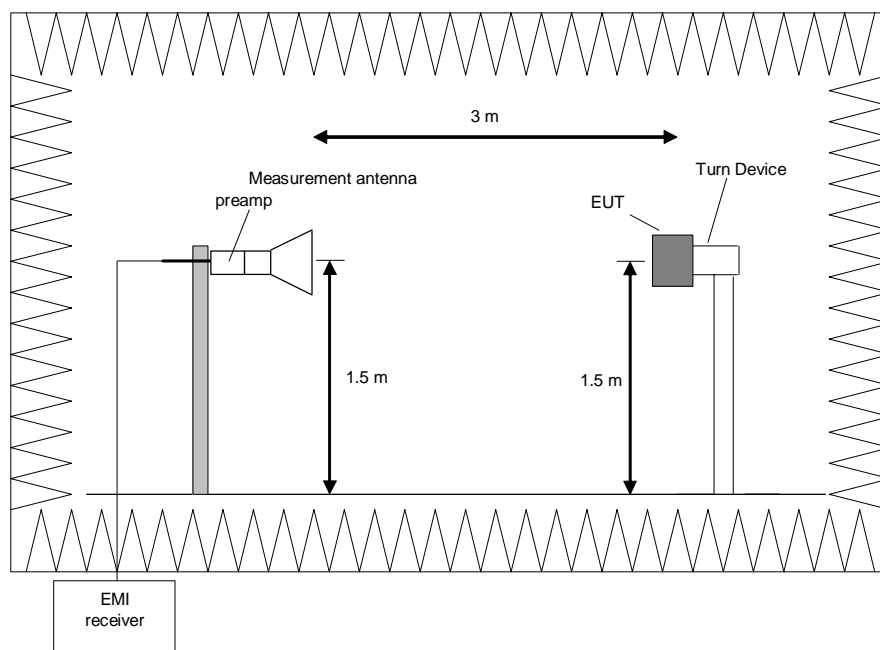 3 m
Measurement antenna
preamp
Turn Device
EUT
1.5 m
1.5 m
EMI
receiver